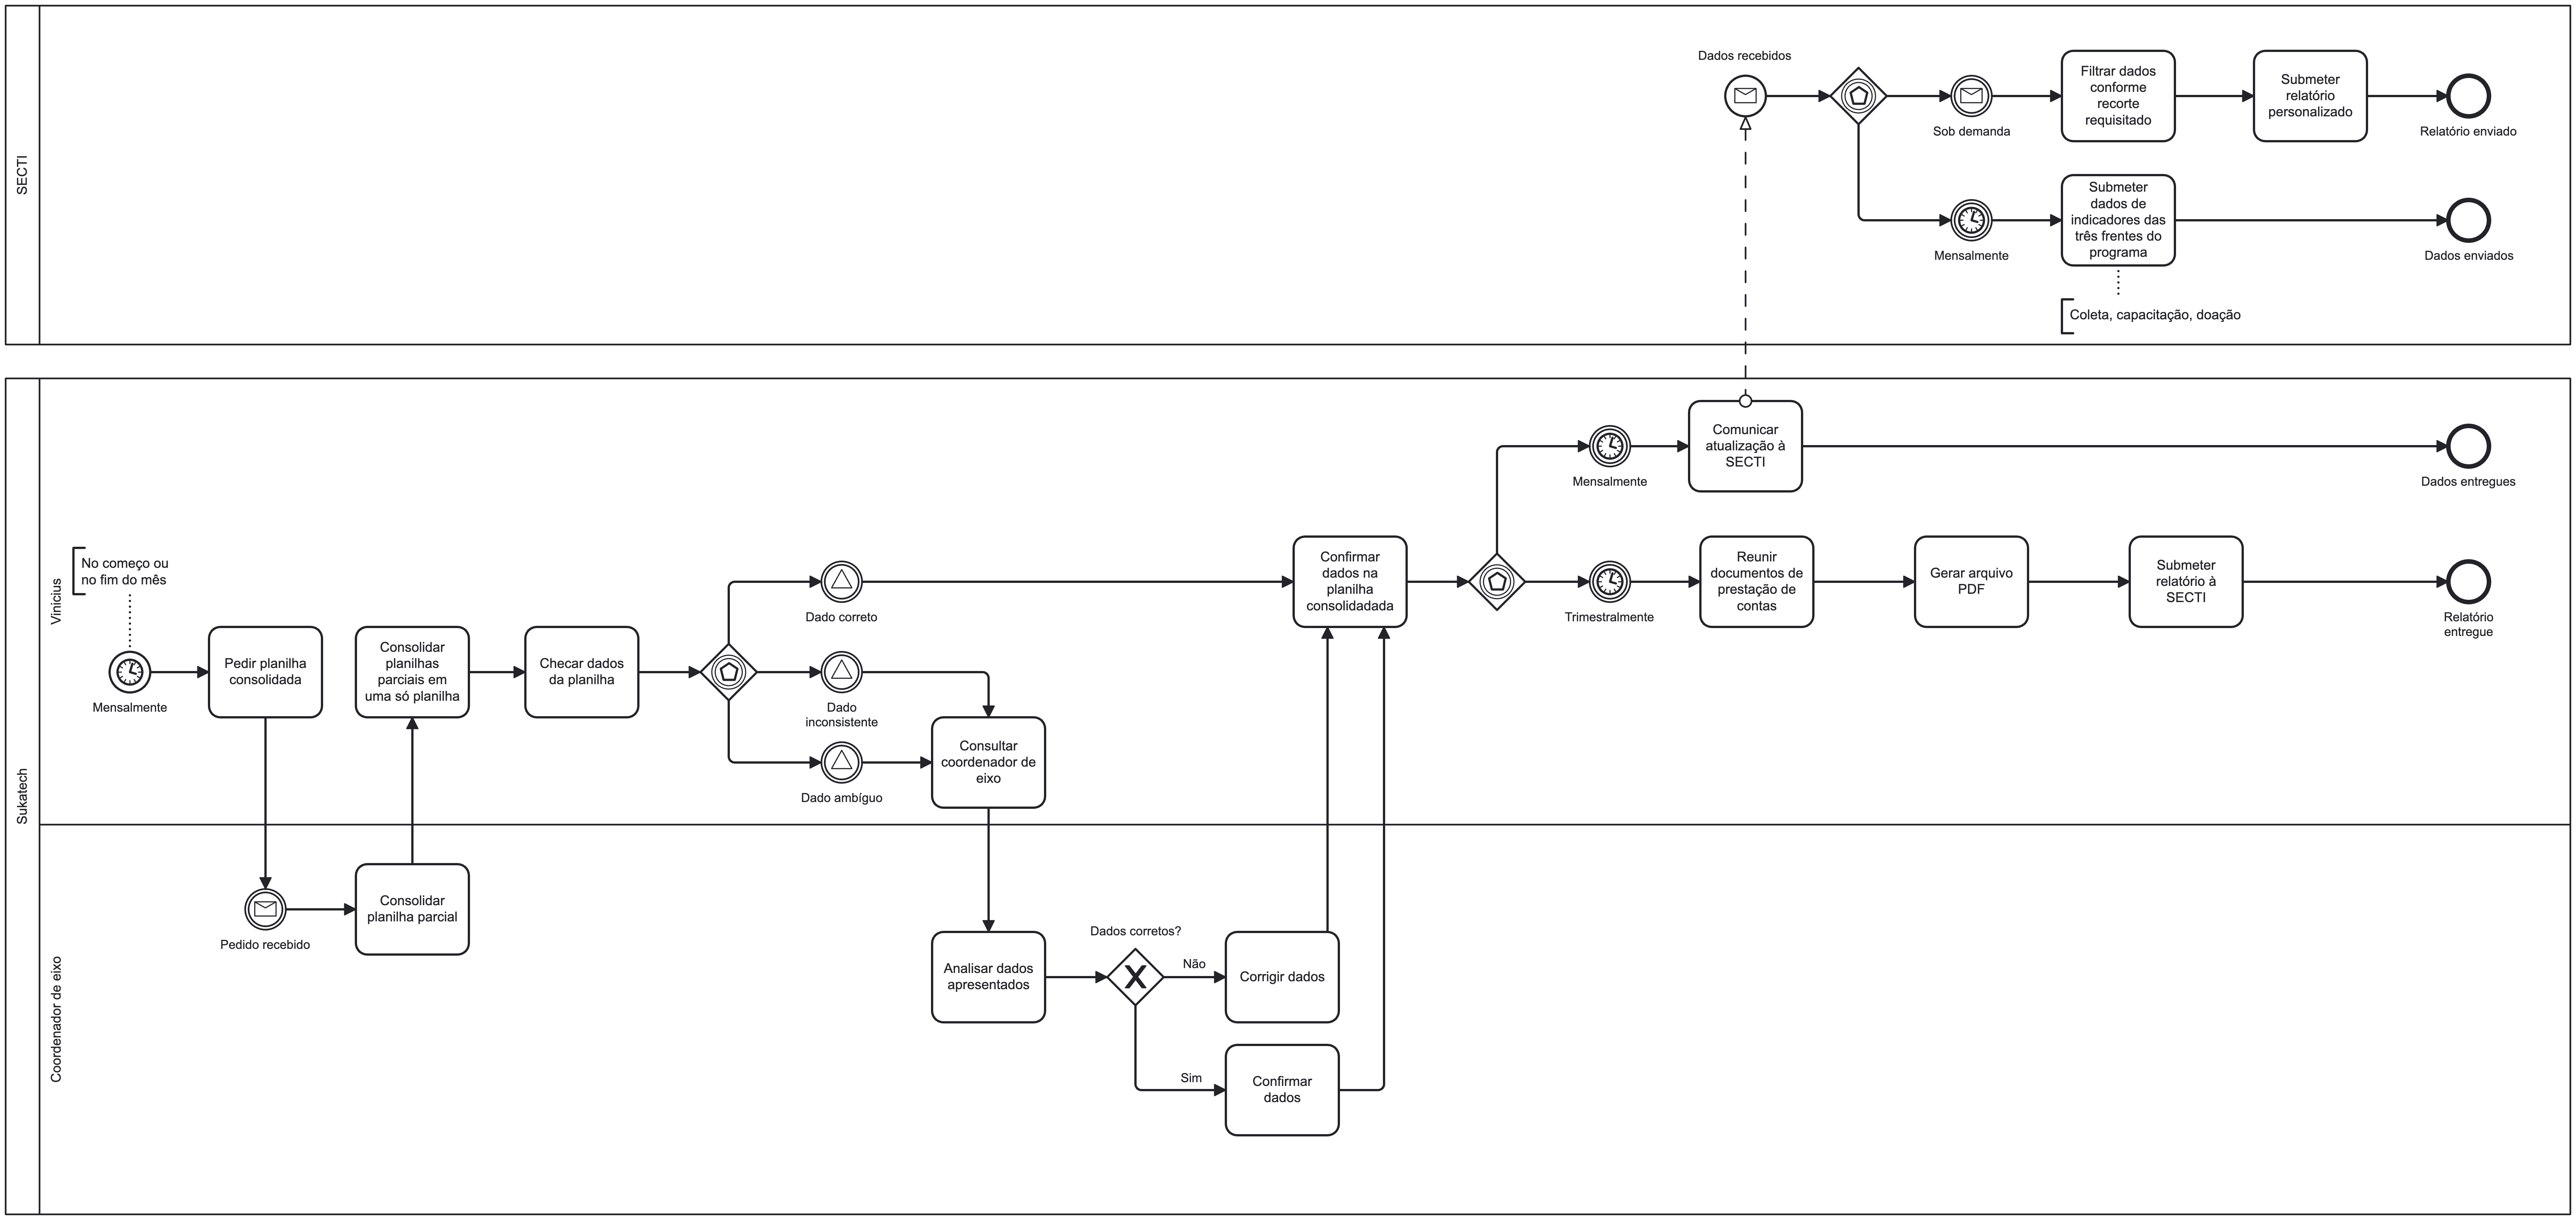 SECTI
Dados recebidos
Sob demanda
Filtrar dados
conforme
recorte
requisitado
Submeter
relatório
personalizado
Relatório enviado
Mensalmente
Submeter
dados de
indicadores das
três frentes do
programa
Dados enviados
Coleta, capacitação, doação
Sukatech
Vinicius
No começo ou
no fim do mês
Mensalmente
Pedir planilha
consolidada
Consolidar
planilhas
parciais em
uma só planilha
Checar dados
da planilha
Dado correto
Dado
inconsistente
Dado ambíguo
Consultar
coordenador de
eixo
Confirmar
dados na
planilha
consolidadada
Mensalmente
Comunicar
atualização à
SECTI
Dados entregues
Trimestralmente
Reunir
documentos de
prestação de
contas
Gerar arquivo
PDF
Submeter
relatório à
SECTI
Relatório
entregue
Coordenador de eixo
Pedido recebido
Consolidar
planilha parcial
Analisar dados
apresentados
Dados corretos?
Não
Corrigir dados
Sim
Confirmar
dados